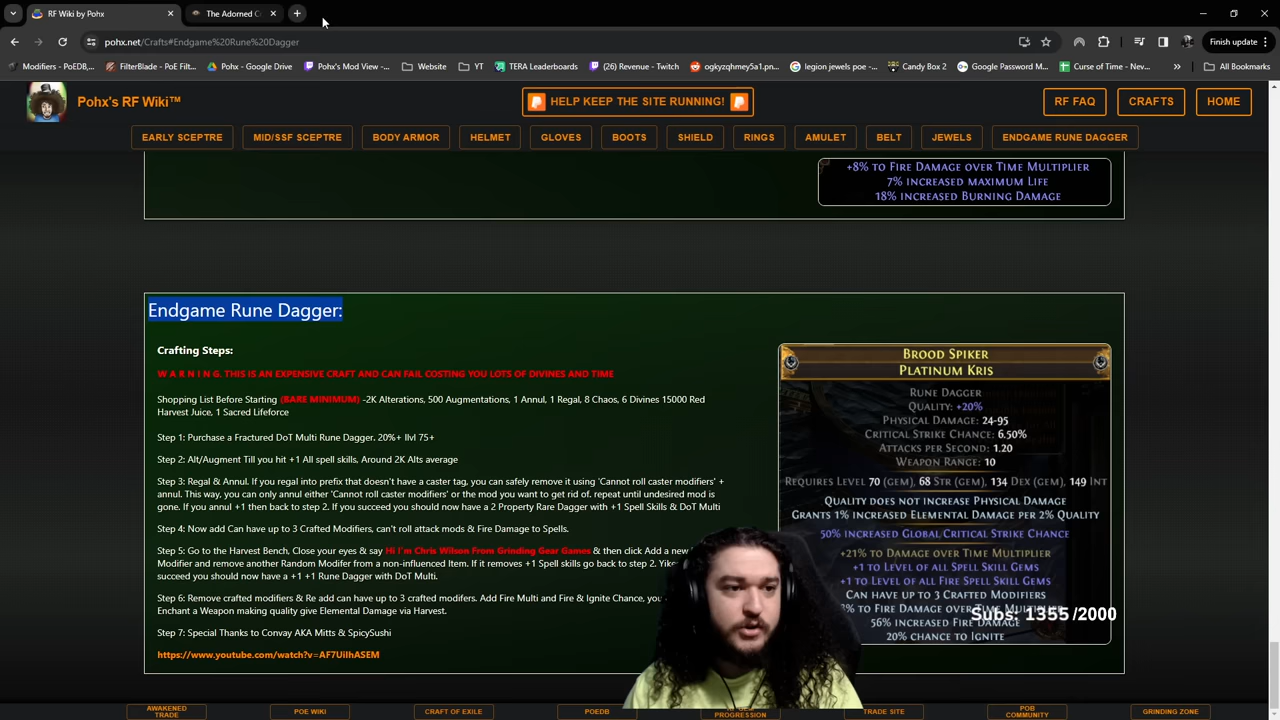 RF Wiki by Pohx
The Adorned C
pohx.net/Crafts#Endgame%20Rune%20Dagger
Finish update
Modifiers - PoEDB,...
FilterBlade - PoE Filt...
Pohx - Google Drive
Pohx's Mod View -...
Website
YT
TERA Leaderboards
(26) Revenue - Twitch
ogkyzqhmey5a1.pn...
legion jewels poe -...
Candy Box 2
Google Password M...
Curse of Time - Nev...
All Bookmarks
Pohx's RF Wiki™
HELP KEEP THE SITE RUNNING!
RF FAQ
CRAFTS
HOME
EARLY SCEPTRE
MID/SSF SCEPTRE
BODY ARMOR
HELMET
GLOVES
BOOTS
SHIELD
RINGS
AMULET
BELT
JEWELS
ENDGAME RUNE DAGGER
+8% to Fire Damage over Time Multiplier
7% increased maximum Life
18% increased Burning Damage
Endgame Rune Dagger:
Crafting Steps:
W A R N I N G. THIS IS AN EXPENSIVE CRAFT AND CAN FAIL COSTING YOU LOTS OF DIVINES AND TIME
Shopping List Before Starting (BARE MINIMUM) -2K Alterations, 500 Augmentations, 1 Annul, 1 Regal, 8 Chaos, 6 Divines 15000 Red
Harvest Juice, 1 Sacred Lifeforce
Step 1: Purchase a Fractured DoT Multi Rune Dagger. 20%+ Ilvl 75+
Step 2: Alt/Augment Till you hit +1 All spell skills, Around 2K Alts average
Step 3: Regal & Annul. If you regal into prefix that doesn't have a caster tag, you can safely remove it using 'Cannot roll caster modifiers' +
annul. This way, you can only annul either 'Cannot roll caster modifiers' or the mod you want to get rid of, repeat until undesired mod is
gone. If you annul +1 then back to step 2. If you succeed you should now have a 2 Property Rare Dagger with +1 Spell Skills & DoT Multi
Step 4: Now add Can have up to 3 Crafted Modifiers, can't roll attack mods & Fire Damage to Spells.
Step 5: Go to the Harvest Bench, Close your eyes & say Hi I'm Chris Wilson From Grinding Gear Games & then click Add a new
Modifier and remove another Random Modifer from a non-influenced Item. If it removes +1 Spell skills go back to step 2. Yike
succeed you should now have a +1 +1 Rune Dagger with DoT Multi.
Step 6: Remove crafted modifiers & Re add can have up to 3 crafted modifers. Add Fire Multi and Fire & Ignite Chance, you
Enchant a Weapon making quality give Elemental Damage via Harvest.
Step 7: Special Thanks to Convay AKA Mitts & SpicySushi
https://www.youtube.com/watch?v=AF7UiIhASEM
Brood Spiker
Platinum Kris
Rune Dagger
Quality: +20%
Physical Damage: 24-95
Critical Strike Chance: 6.50%
Attacks per Second: 1.20
Weapon Range: 10
Requires Level 70 (gem), 68 Str (gem), 134 Dex (gem), 149 Int
Quality does not increase Physical Damage
Grants 1% increased Elemental Damage per 2% Quality
50% increased Global Critical Strike Chance
+21% to Damage over Time Multiplier
+1 to Level of all Spell Skill Gems
+1 to Level of all Fire Spell Skill Gems
Can have up to 3 Crafted Modifiers
% to Fire Damage over Time Multiplier
Subs: 1355 /2000
56% increased Fire Damage
20% chance to Ignite
AWAKENED
TRADE
POE WIKI
CRAFT OF EXILE
POEDB
PROGRESSION
TRADE SITE
POB
COMMUNITY
GRINDING ZONE